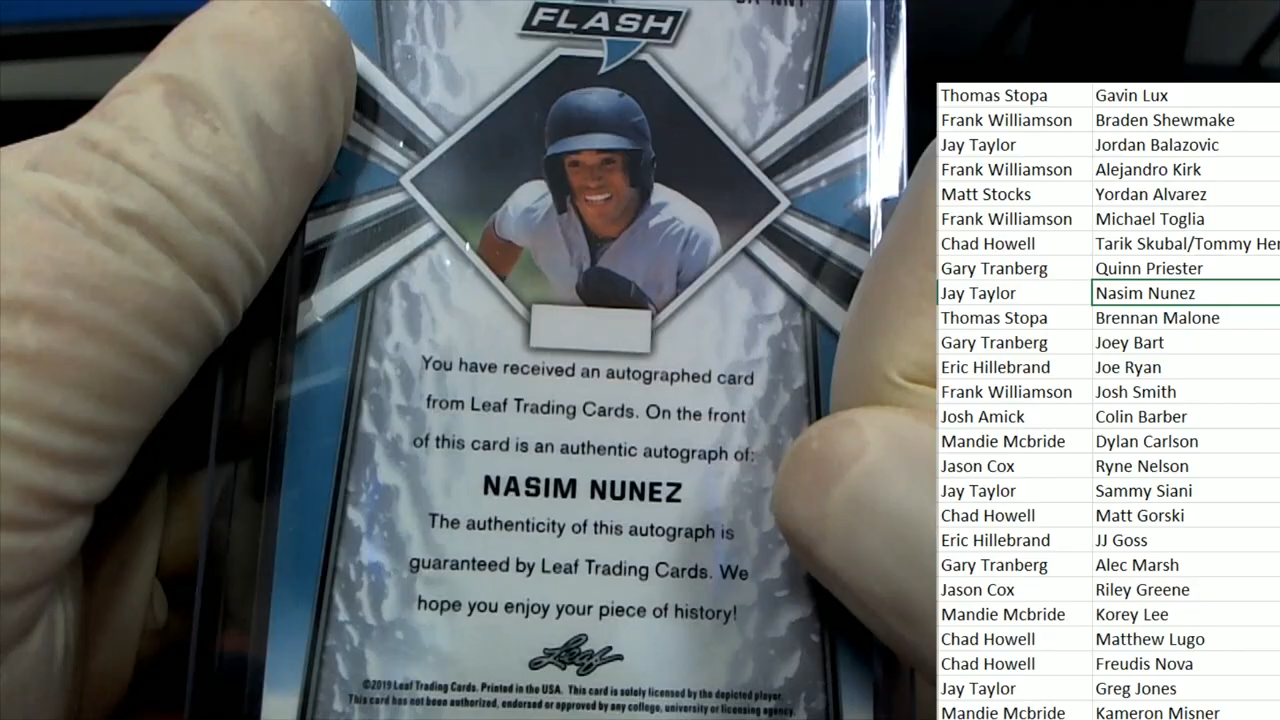 FLASH
You have received an autographed card
from Leaf Trading Cards. On the front
of this card is an authentic autograph of:
NASIM NUNEZ
The authenticity of this autograph is
guaranteed by Leaf Trading Cards. We
hope you enjoy your piece of history!
Leaf
©2019 Leaf Trading Cards. Printed in the USA. This card is solely licensed by the depicted player.
This card has not been authorized, endorsed or approved by any college, university or licensing agency.
Thomas Stopa Gavin Lux
Frank Williamson Braden Shewmake
Jay Taylor Jordan Balazovic
Frank Williamson Alejandro Kirk
Matt Stocks Yordan Alvarez
Frank Williamson Michael Toglia
Chad Howell Tarik Skubal/Tommy
Gary Tranberg Quinn Priester
Jay Taylor Nasim Nunez
Thomas Stopa Brennan Malone
Gary Tranberg Joey Bart
Eric Hillebrand Joe Ryan
Frank Williamson Josh Smith
Josh Amick Colin Barber
Mandie Mcbride Dylan Carlson
Jason Cox Ryne Nelson
Jay Taylor Sammy Siani
Chad Howell Matt Gorski
Eric Hillebrand JJ Goss
Gary Tranberg Alec Marsh
Jason Cox Riley Greene
Mandie Mcbride Korey Lee
Chad Howell Matthew Lugo
Chad Howell Freudis Nova
Jay Taylor Greg Jones
Mandie Mcbride Kameron Misner